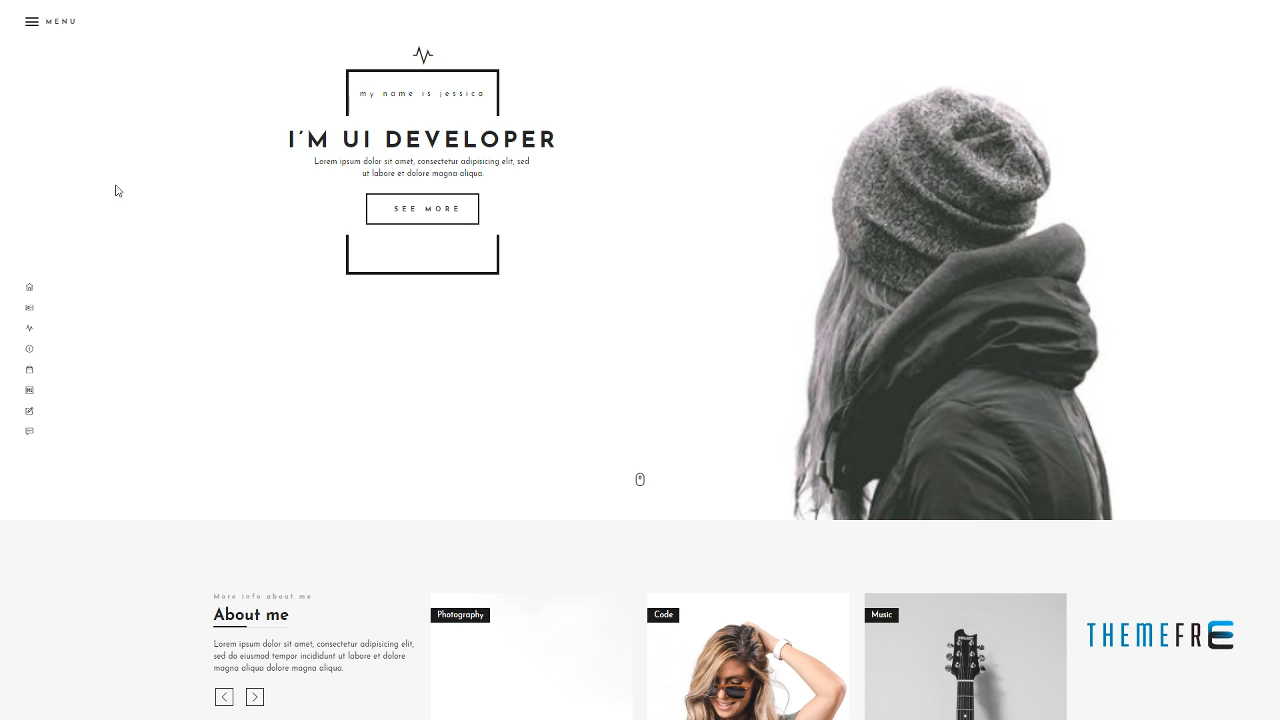 MENU
my name is jessica
I'M UI DEVELOPER
Lorem ipsum dolor sit amet, consectetur adipisicing elit, sed
ut labore et dolore magna aliqua.
SEE MORE
More info about me
About me
Lorem ipsum dolor sit amet, consectetur adipisicing elit,
sed do eiusmod tempor incididunt ut labore et dolore
magna aliqua dolore magna aliqua.
Photography
Code
Music
THEMEFRE